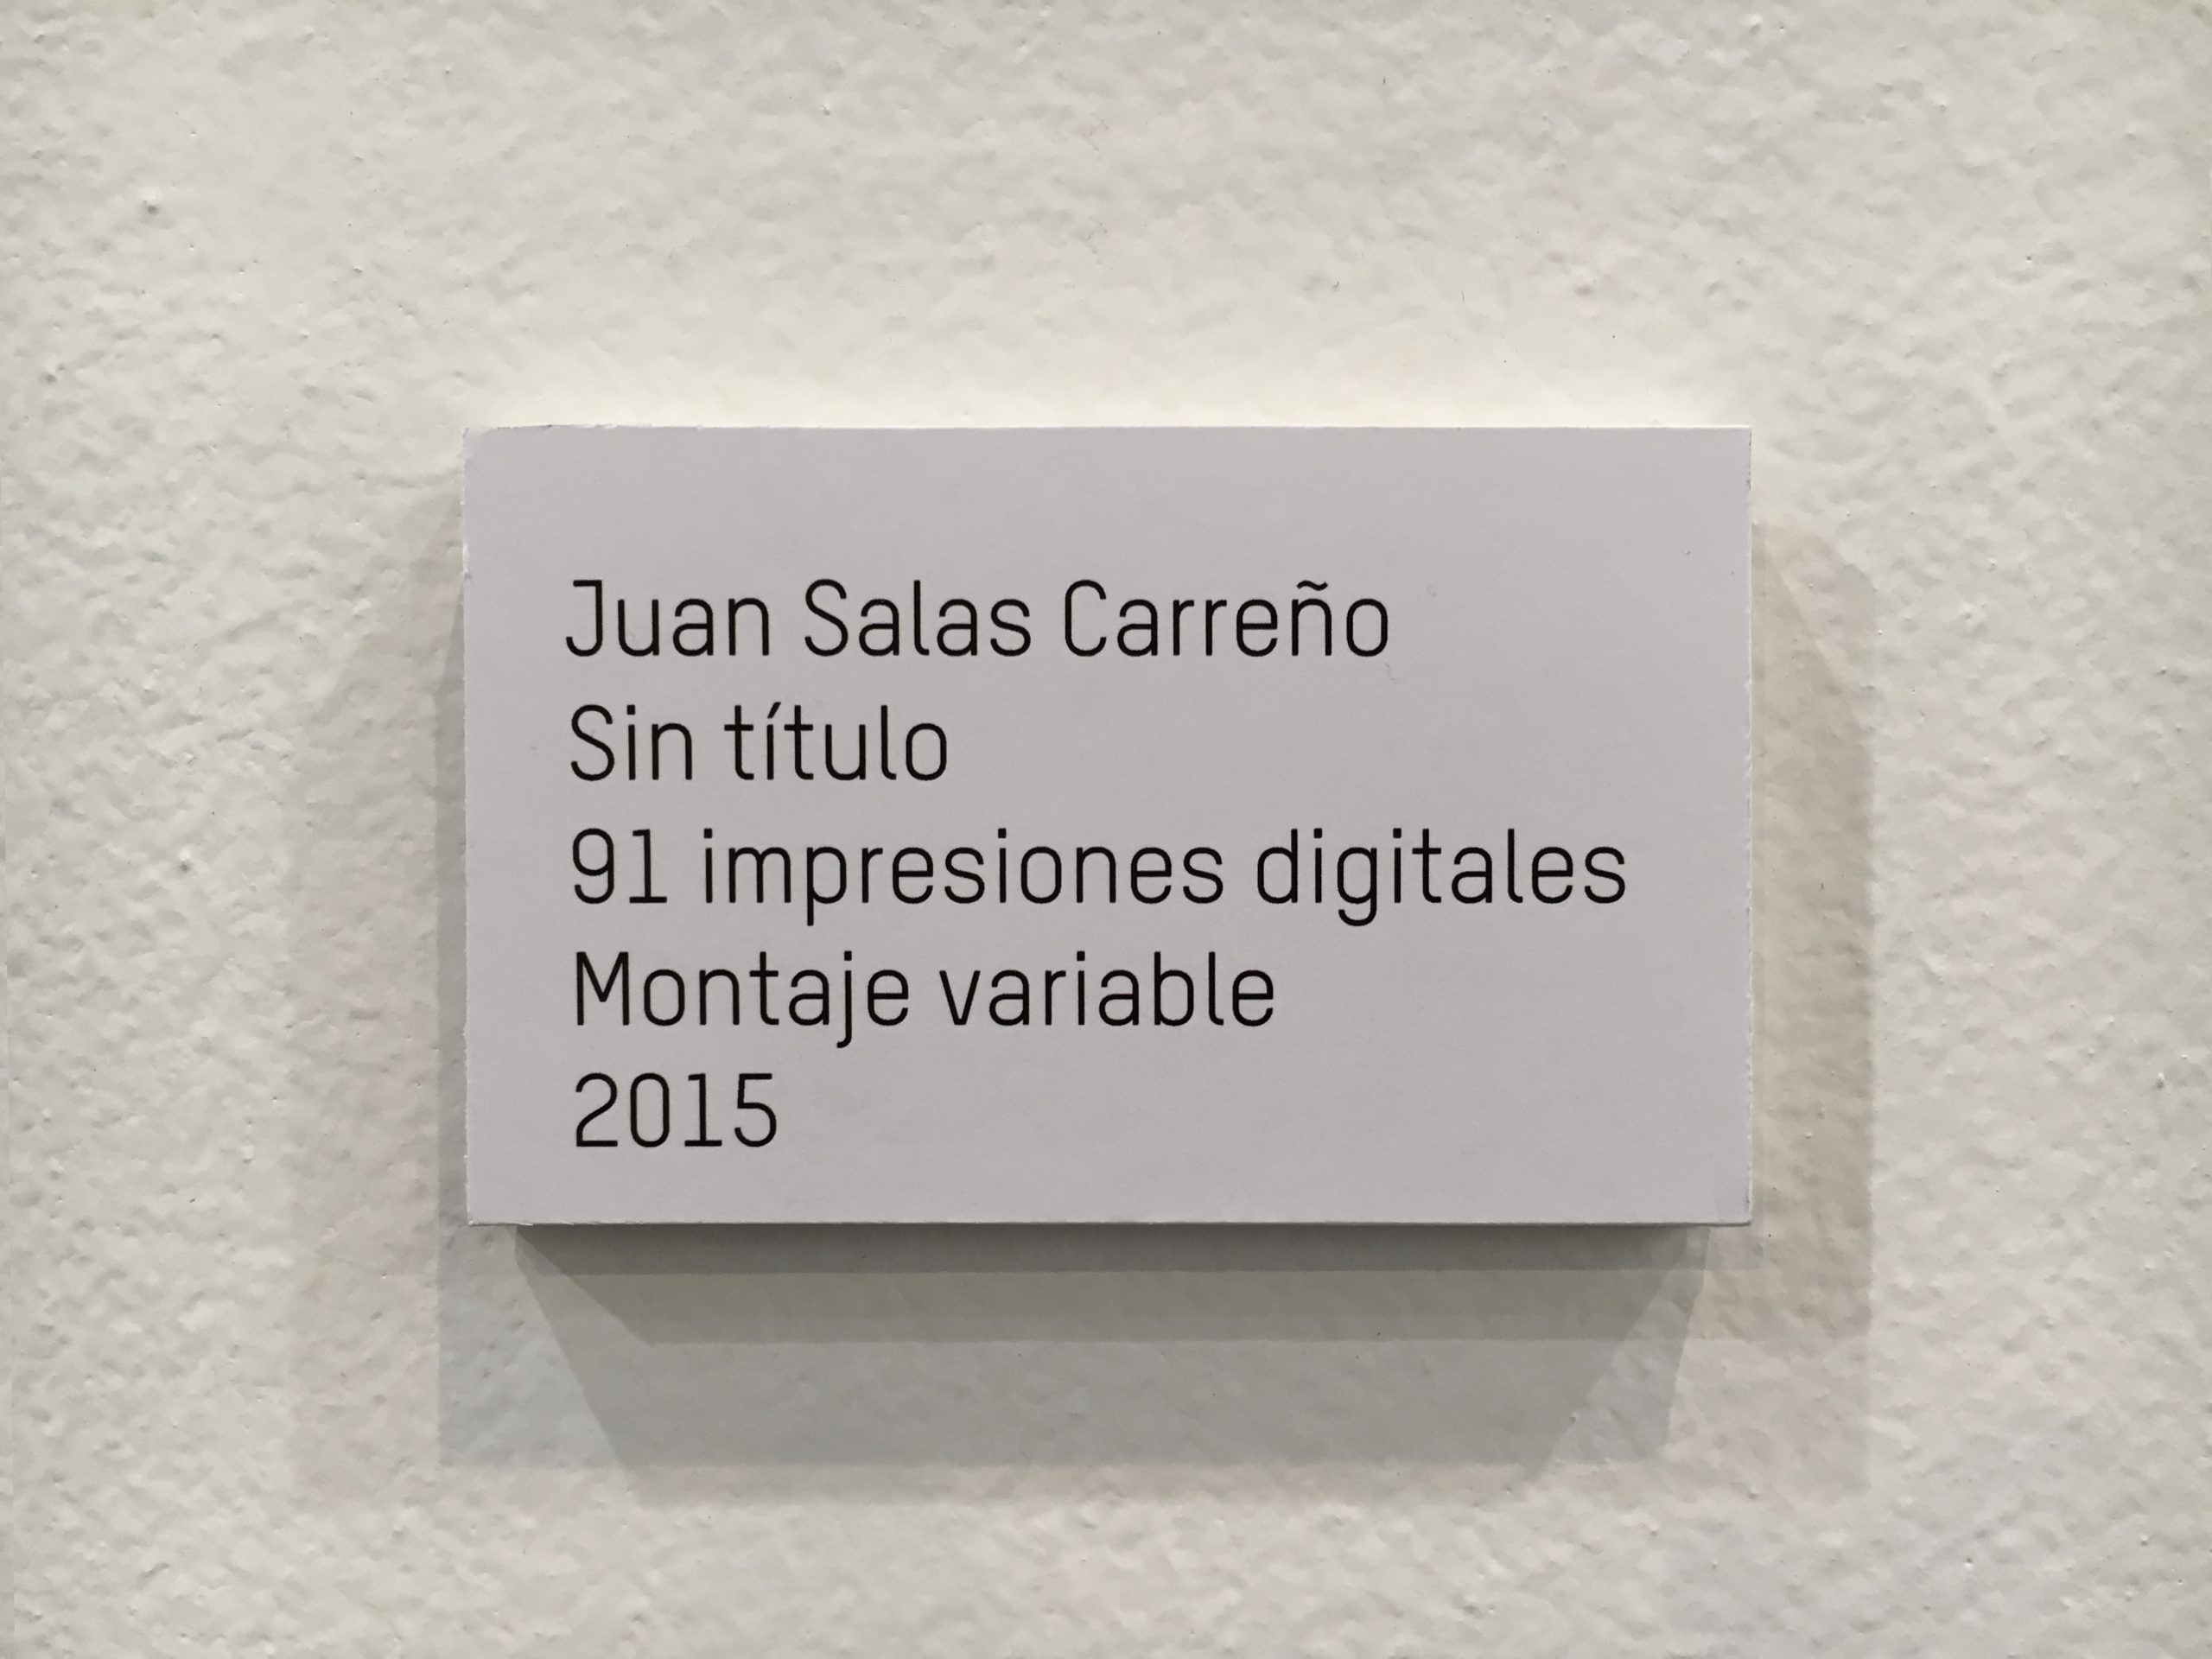 Juan Salas Carreño
Sin título
91 impresiones digitales
Montaje variable
2015